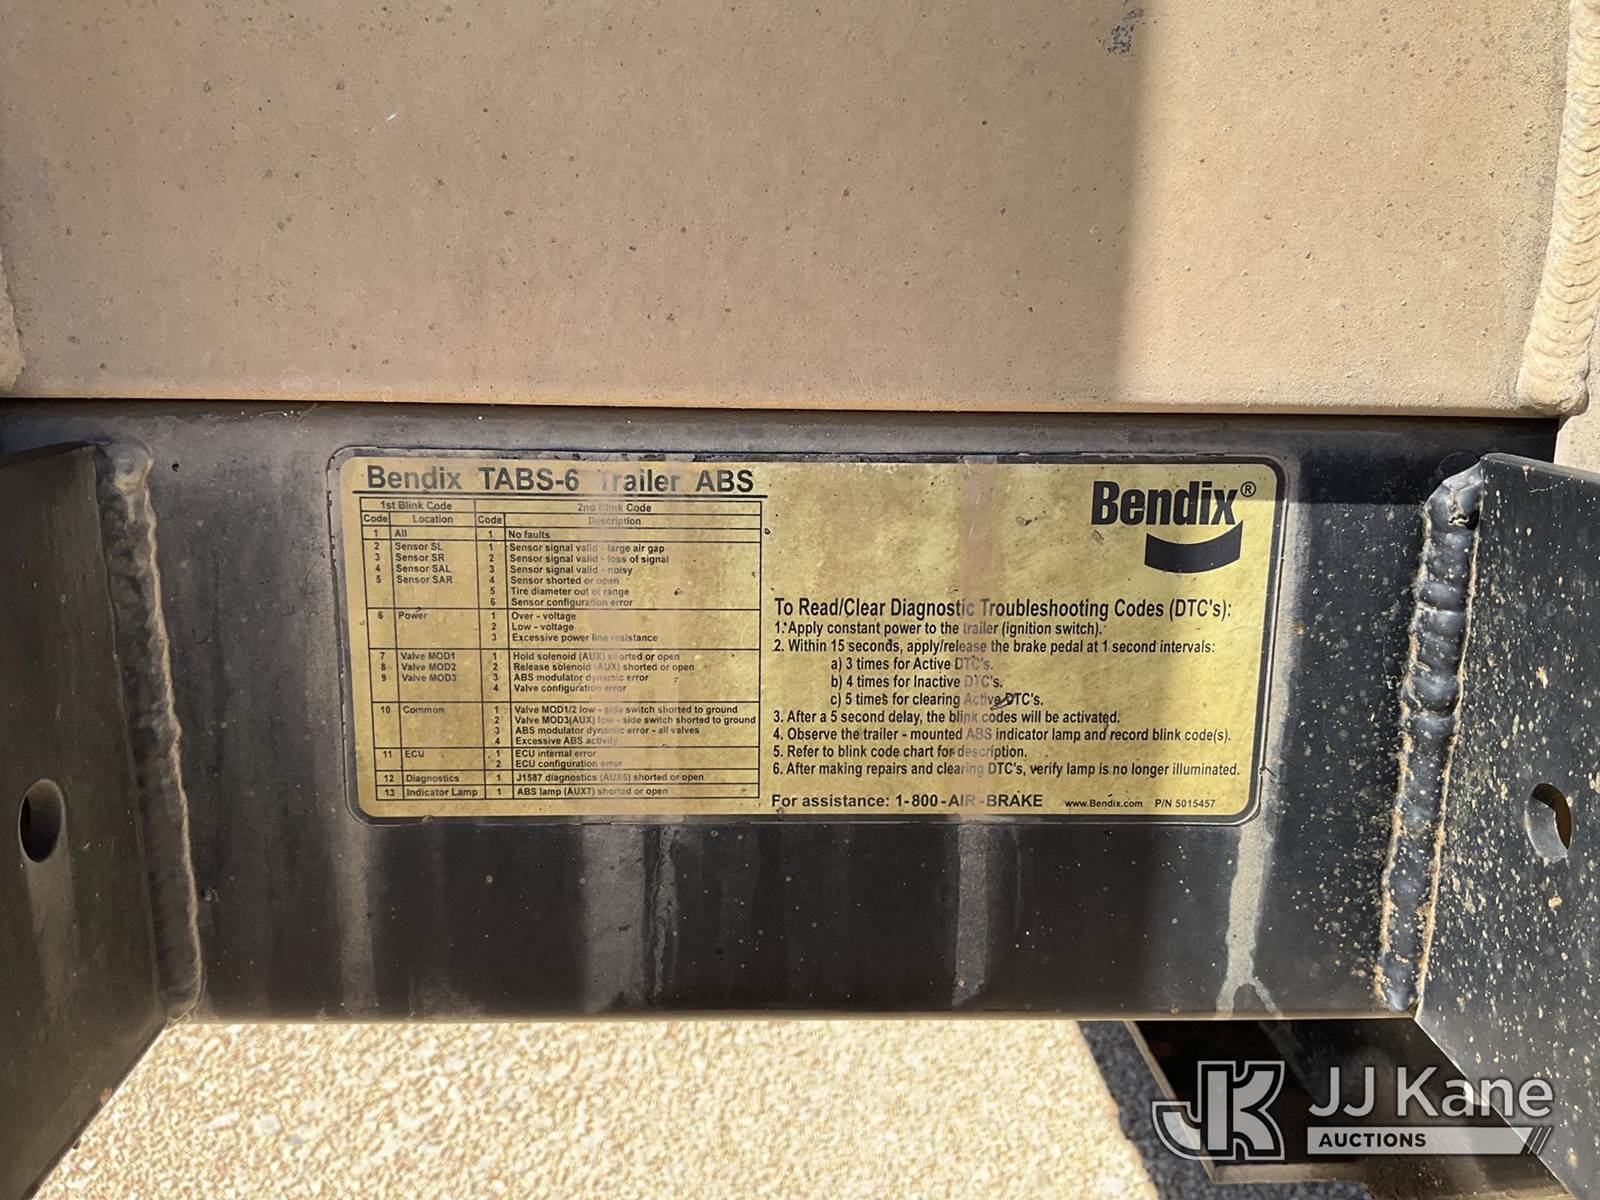 Bendix TABS-6 Trailer ABS
1st Blink Code 2nd Blink Code
Code Location Code Description
1 All 1 No faults
2 Sensor SL 1 Sensor signal valid - large air gap
3 Sensor SR 2 Sensor signal valid - loss of signal
4 Sensor SAL 3 Sensor signal valid - noisy
5 Sensor SAR 4 Sensor shorted or open
5 Tire diameter out of range
6 Sensor configuration error
6 Power 1 Over - voltage
2 Low - voltage
3 Excessive power line resistance
7 Valve MOD1 1 Hold solenoid (AUX) shorted or open
8 Valve MOD2 2 Release solenoid (AUX) shorted or open
9 Valve MOD3 3 ABS modulator dynamic error
4 Valve configuration error
10 Common 1 Valve MOD1/2 low - side switch shorted to ground
2 Valve MOD3(AUX) low - side switch shorted to ground
3 ABS modulator dynamic error - all valves
4 Excessive ABS activity
11 ECU 1 ECU internal error
2 ECU configuration error
12 Diagnostics 1 J1587 diagnostics (AUX6) shorted or open
13 Indicator Lamp 1 ABS lamp (AUX7) shorted or open
Bendix®
To Read/Clear Diagnostic Troubleshooting Codes (DTC's):
1. Apply constant power to the trailer (ignition switch).
2. Within 15 seconds, apply/release the brake pedal at 1 second intervals:
a) 3 times for Active DTC's.
b) 4 times for Inactive DTC's.
c) 5 times for clearing Active DTC's.
3. After a 5 second delay, the blink codes will be activated.
4. Observe the trailer - mounted ABS indicator lamp and record blink code(s).
5. Refer to blink code chart for description.
6. After making repairs and clearing DTC's, verify lamp is no longer illuminated.
For assistance: 1-800-AIR-BRAKE www.Bendix.com P/N 5015457
JK JJ Kane
AUCTIONS